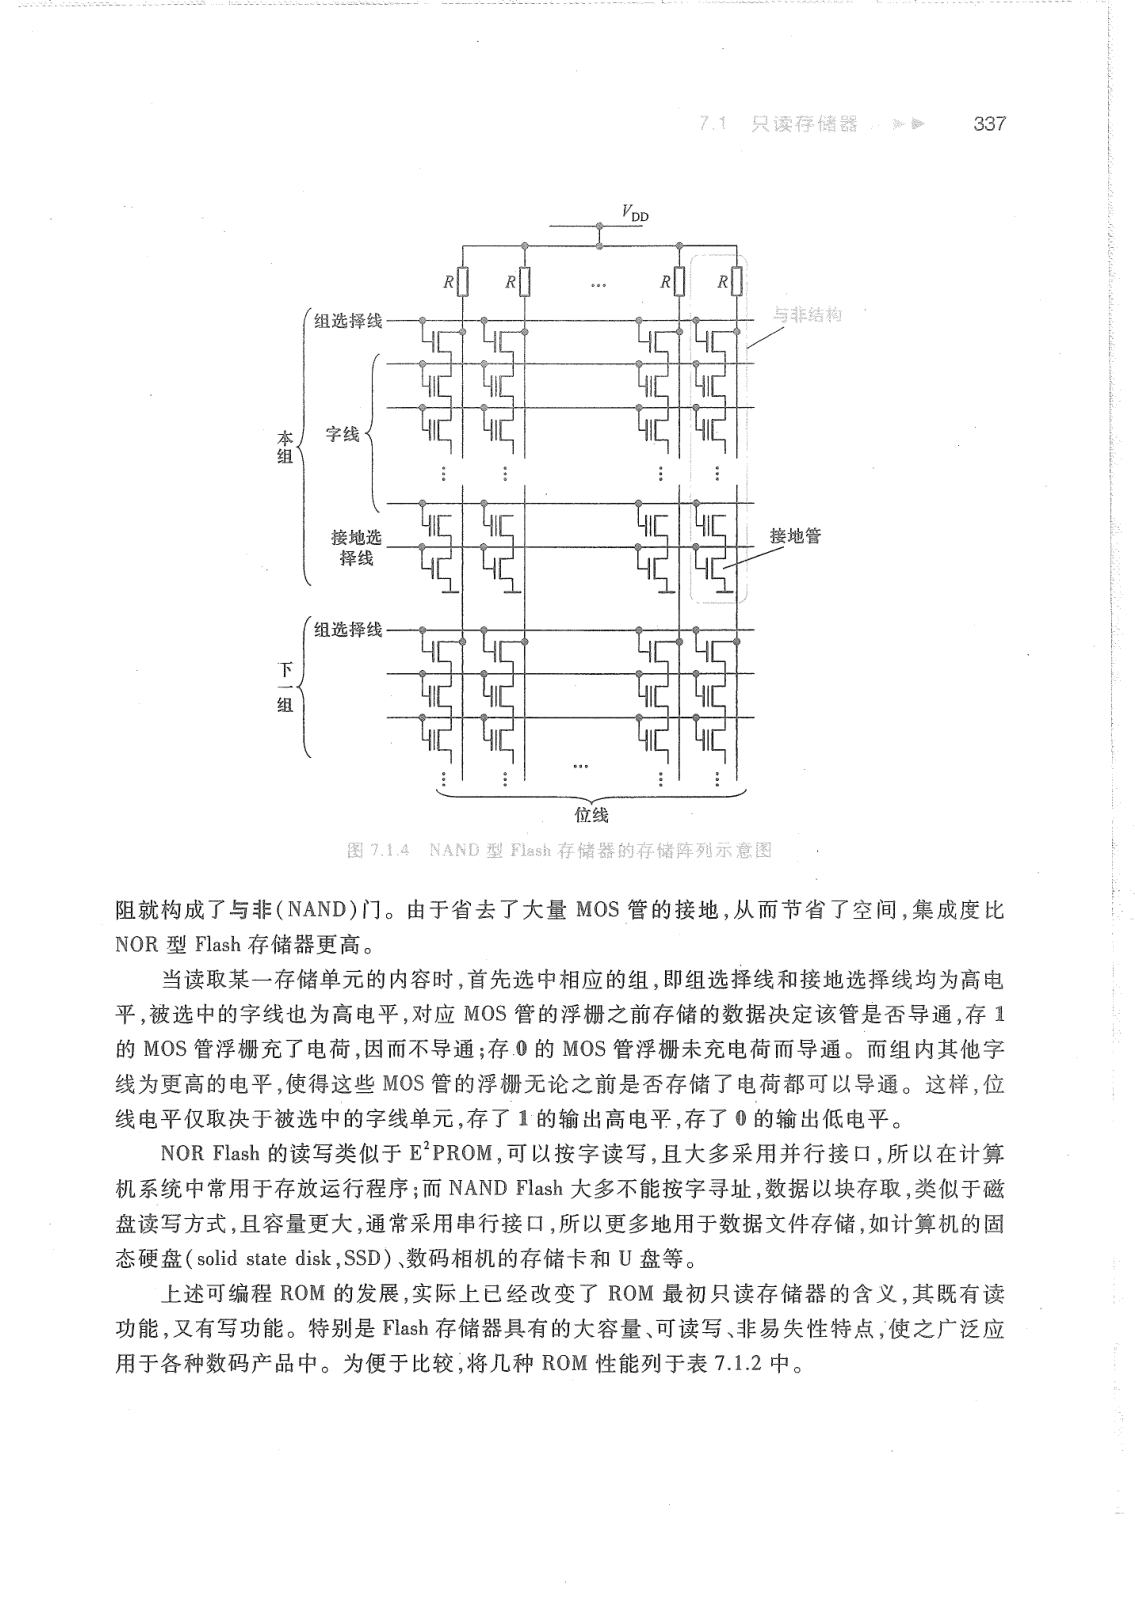 7.1 只读存储器 337
V_DD
R R … R R
组选择线
与非结构
本组
字线
接地选
择线
接地管
组选择线
下一组
位线
图 7.1.4 NAND 型 Flash 存储器的存储阵列示意图
阻就构成了与非(NAND)门。由于省去了大量 MOS 管的接地,从而节省了空间,集成度比
NOR 型 Flash 存储器更高。
当读取某一存储单元的内容时,首先选中相应的组,即组选择线和接地选择线均为高电
平,被选中的字线也为高电平,对应 MOS 管的浮栅之前存储的数据决定该管是否导通,存 1
的 MOS 管浮栅充了电荷,因而不导通;存 0 的 MOS 管浮栅未充电荷而导通。而组内其他字
线为更高的电平,使得这些 MOS 管的浮栅无论之前是否存储了电荷都可以导通。这样,位
线电平仅取决于被选中的字线单元,存了 1 的输出高电平,存了 0 的输出低电平。
NOR Flash 的读写类似于 E²PROM,可以按字读写,且大多采用并行接口,所以在计算
机系统中常用于存放运行程序;而 NAND Flash 大多不能按字寻址,数据以块存取,类似于磁
盘读写方式,且容量更大,通常采用串行接口,所以更多地用于数据文件存储,如计算机的固
态硬盘(solid state disk,SSD)、数码相机的存储卡和 U 盘等。
上述可编程 ROM 的发展,实际上已经改变了 ROM 最初只读存储器的含义,其既有读
功能,又有写功能。特别是 Flash 存储器具有的大容量、可读写、非易失性特点,使之广泛应
用于各种数码产品中。为便于比较,将几种 ROM 性能列于表 7.1.2 中。